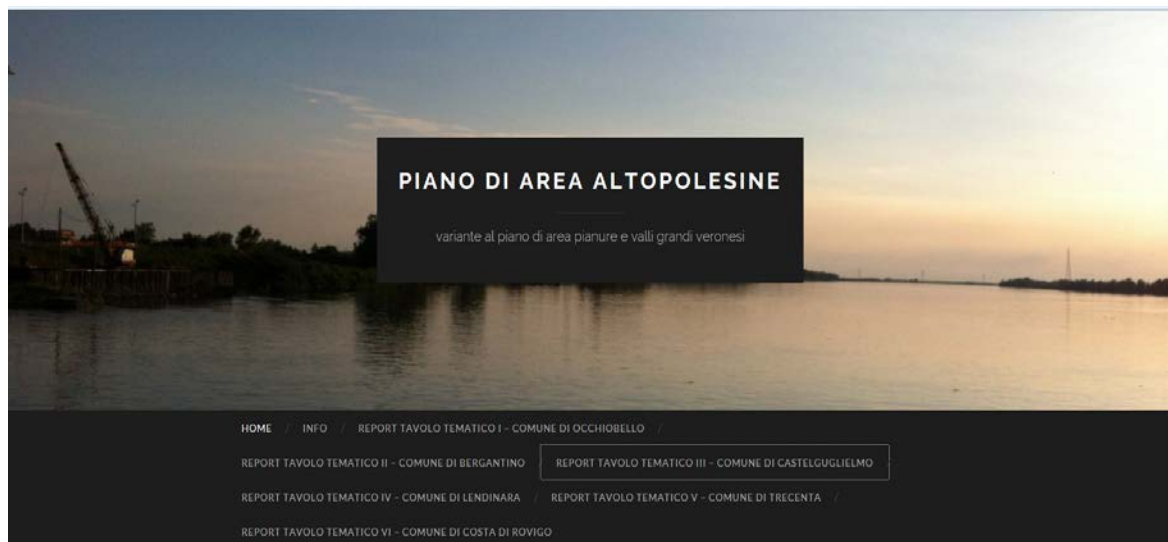 PIANO DI AREA ALTOPOLESINE
variante al piano di area pianure e valli grandi veronesi
HOME / INFO / REPORT TAVOLO TEMATICO I – COMUNE DI OCCHIOBELLO /
REPORT TAVOLO TEMATICO II – COMUNE DI BERGANTINO / REPORT TAVOLO TEMATICO III – COMUNE DI CASTELGUGLIELMO /
REPORT TAVOLO TEMATICO IV – COMUNE DI LENDINARA / REPORT TAVOLO TEMATICO V – COMUNE DI TRECENTA /
REPORT TAVOLO TEMATICO VI – COMUNE DI COSTA DI ROVIGO